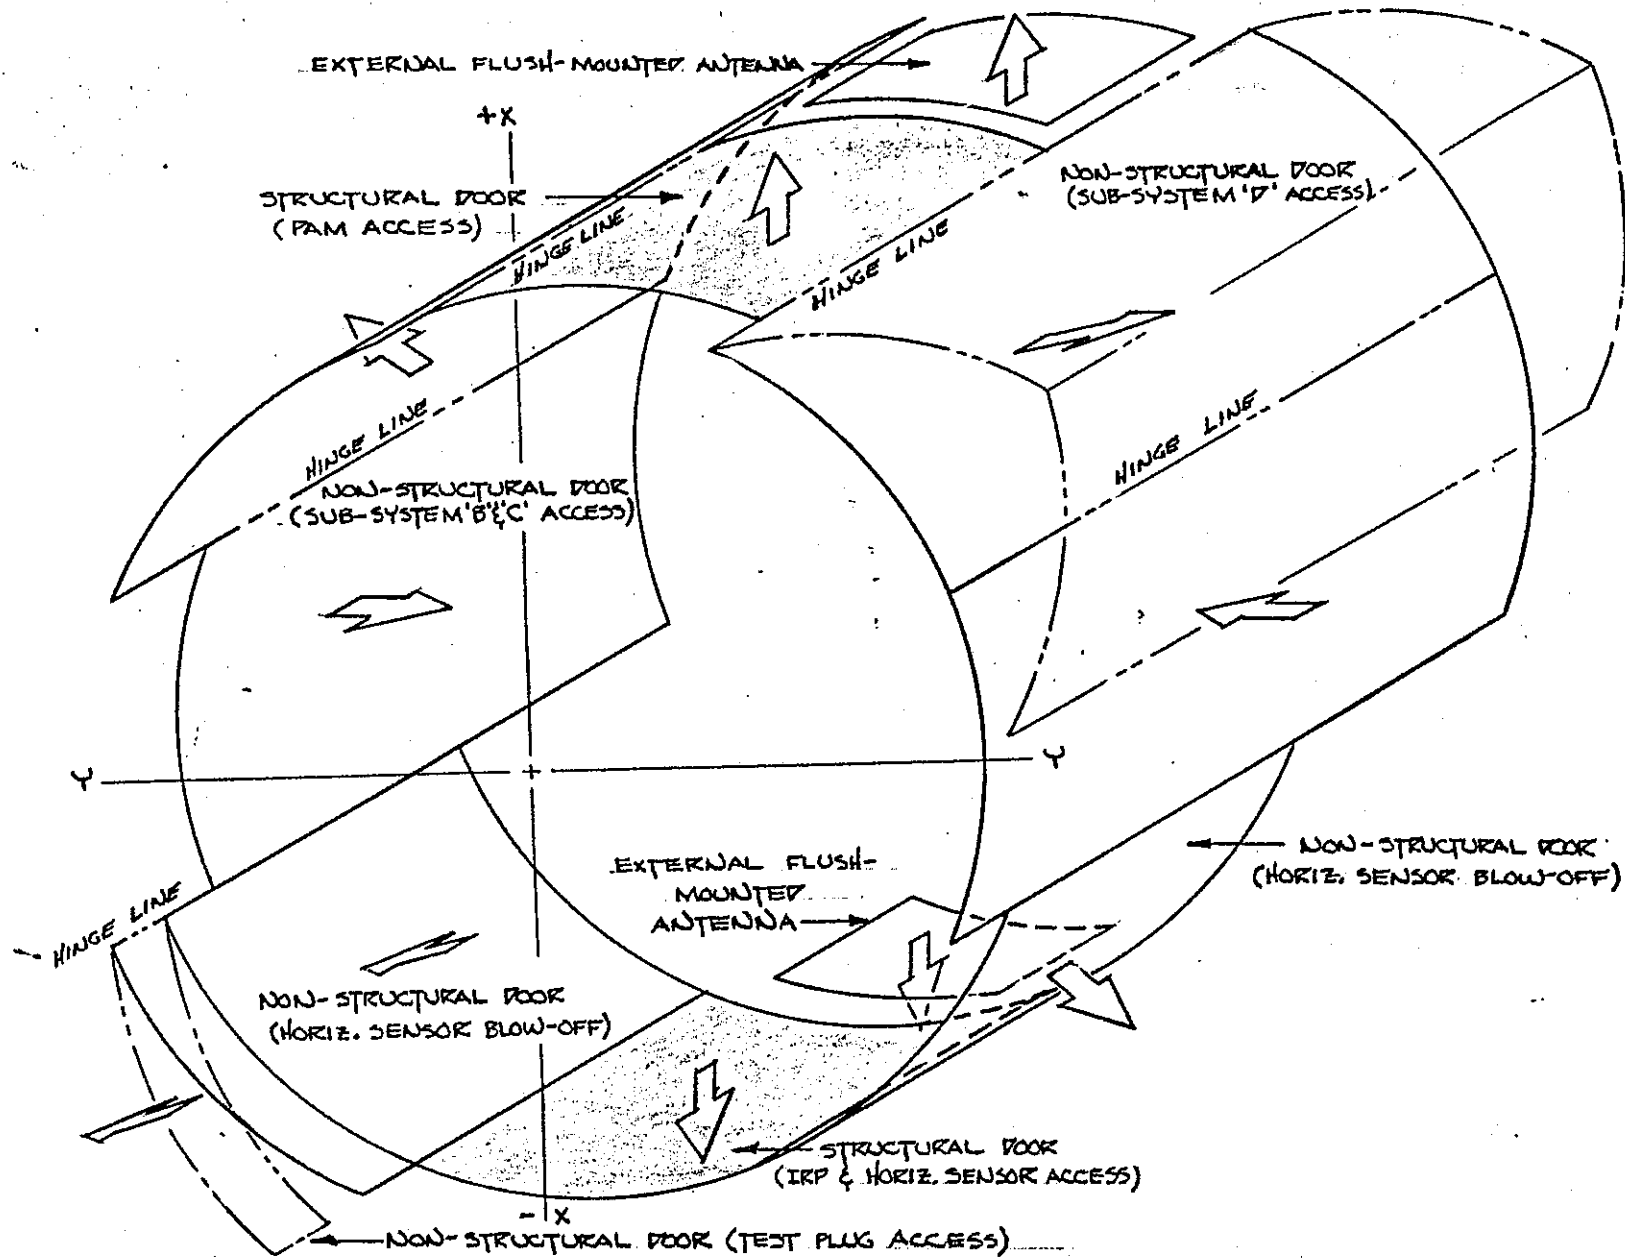 EXTERNAL FLUSH-MOUNTED ANTENNA
+X
STRUCTURAL DOOR
(PAM ACCESS)
HINGE LINE
NON-STRUCTURAL DOOR
(SUB-SYSTEM 'D' ACCESS)
HINGE LINE
HINGE LINE
HINGE LINE
NON-STRUCTURAL DOOR
(SUB-SYSTEM 'B'&'C' ACCESS)
Y
Y
EXTERNAL FLUSH-
MOUNTED
ANTENNA
NON-STRUCTURAL DOOR
(HORIZ. SENSOR BLOW-OFF)
HINGE LINE
NON-STRUCTURAL DOOR
(HORIZ. SENSOR BLOW-OFF)
STRUCTURAL DOOR
(IRP & HORIZ. SENSOR ACCESS)
-X
NON-STRUCTURAL DOOR (TEST PLUG ACCESS)